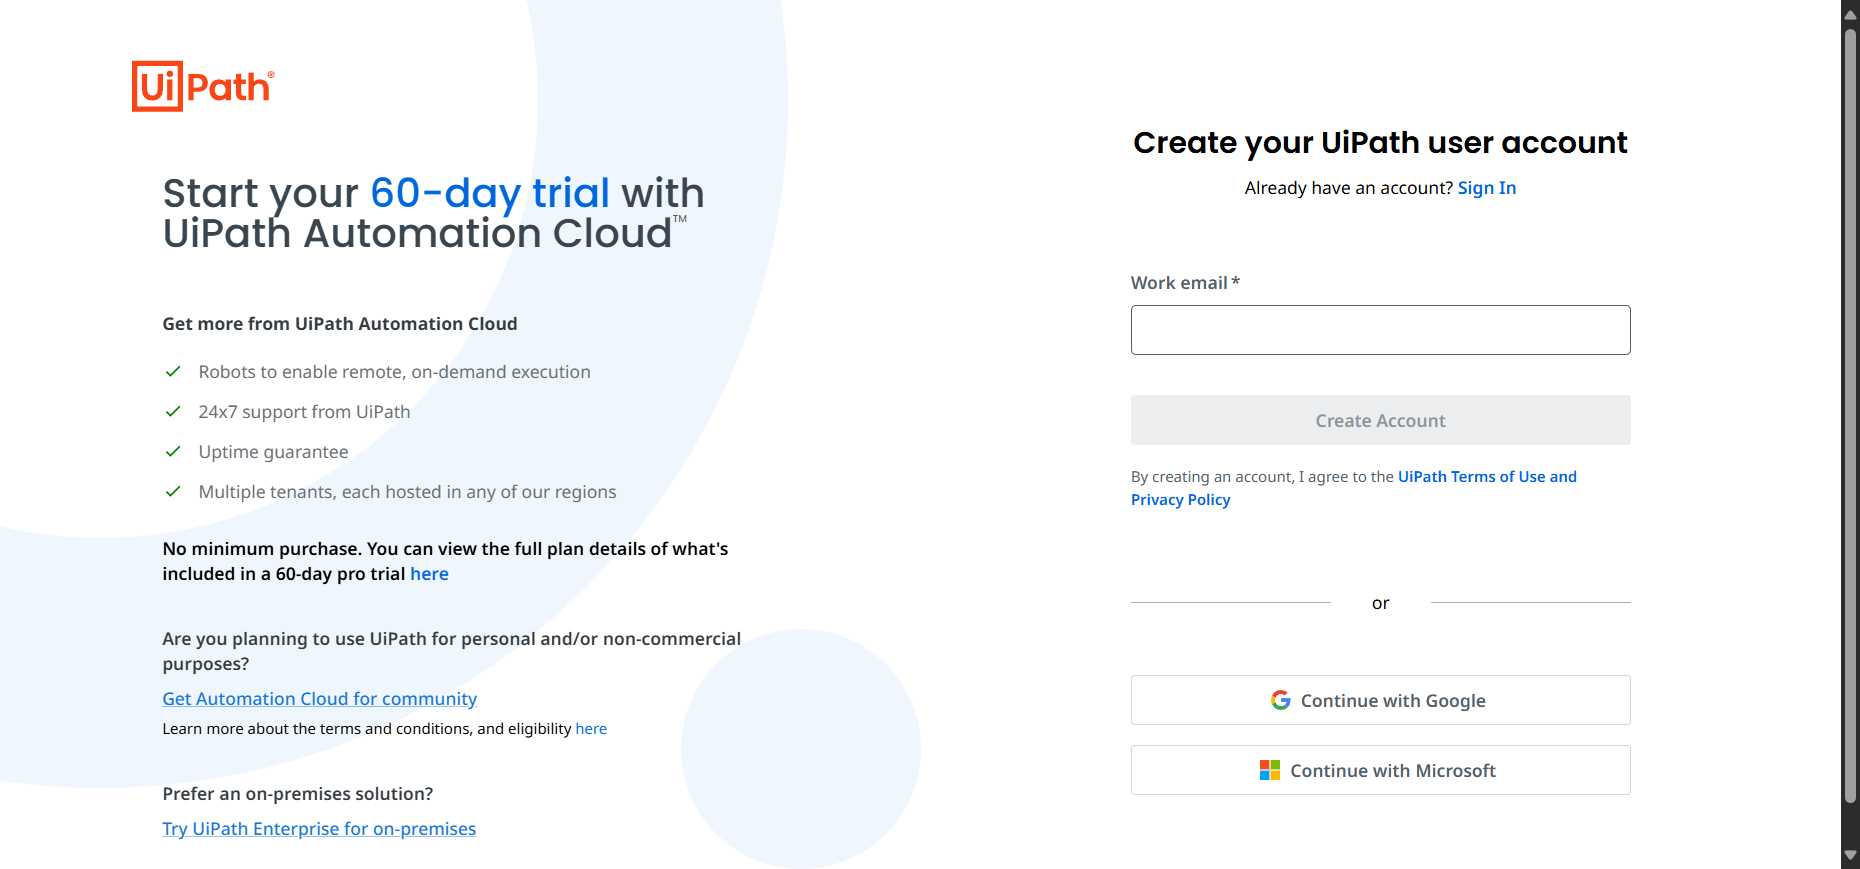 UiPath®
Start your 60-day trial with
UiPath Automation Cloud™
Get more from UiPath Automation Cloud
Robots to enable remote, on-demand execution
24x7 support from UiPath
Uptime guarantee
Multiple tenants, each hosted in any of our regions
No minimum purchase. You can view the full plan details of what's
included in a 60-day pro trial here
Are you planning to use UiPath for personal and/or non-commercial
purposes?
Get Automation Cloud for community
Learn more about the terms and conditions, and eligibility here
Prefer an on-premises solution?
Try UiPath Enterprise for on-premises
Create your UiPath user account
Already have an account? Sign In
Work email *
Create Account
By creating an account, I agree to the UiPath Terms of Use and
Privacy Policy
or
Continue with Google
Continue with Microsoft